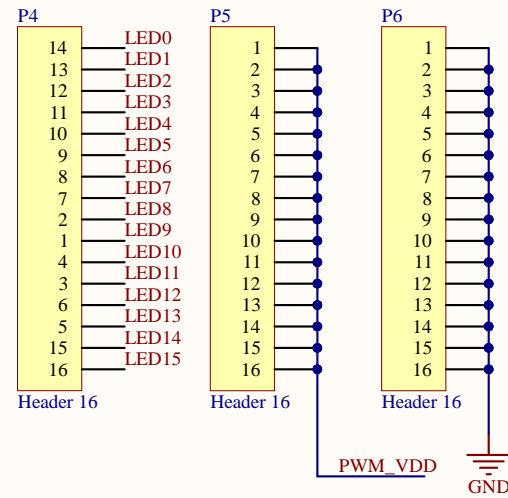 P4 P5 P6
14 LED0 1 1
13 LED1 2 2
12 LED2 3 3
11 LED3 4 4
10 LED4 5 5
9 LED5 6 6
8 LED6 7 7
7 LED7 8 8
2 LED8 9 9
1 LED9 10 10
4 LED10 11 11
3 LED11 12 12
6 LED12 13 13
5 LED13 14 14
15 LED14 15 15
16 LED15 16 16
Header 16 Header 16 Header 16
PWM_VDD
GND